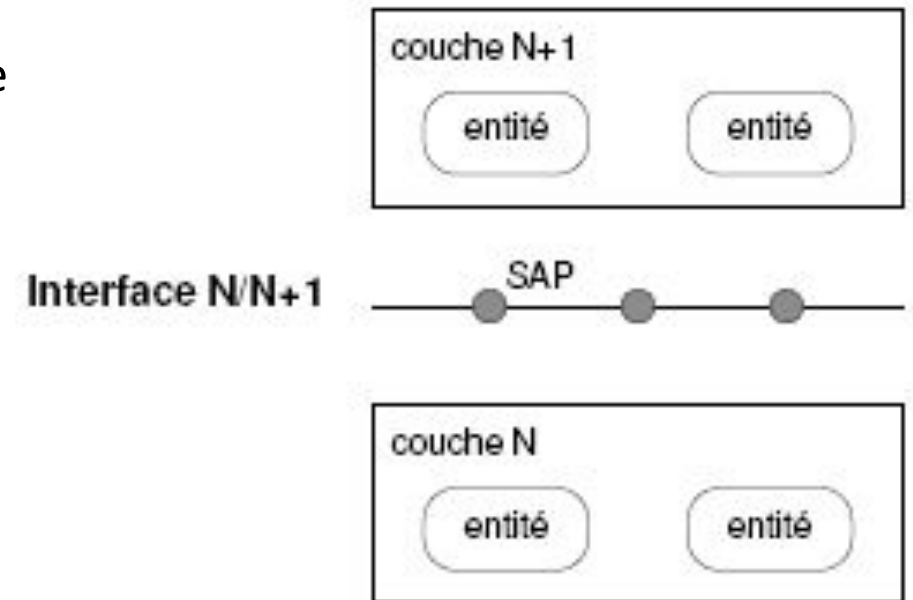 e
couche N+1
entité entité
SAP
Interface N/N+1
couche N
entité entité